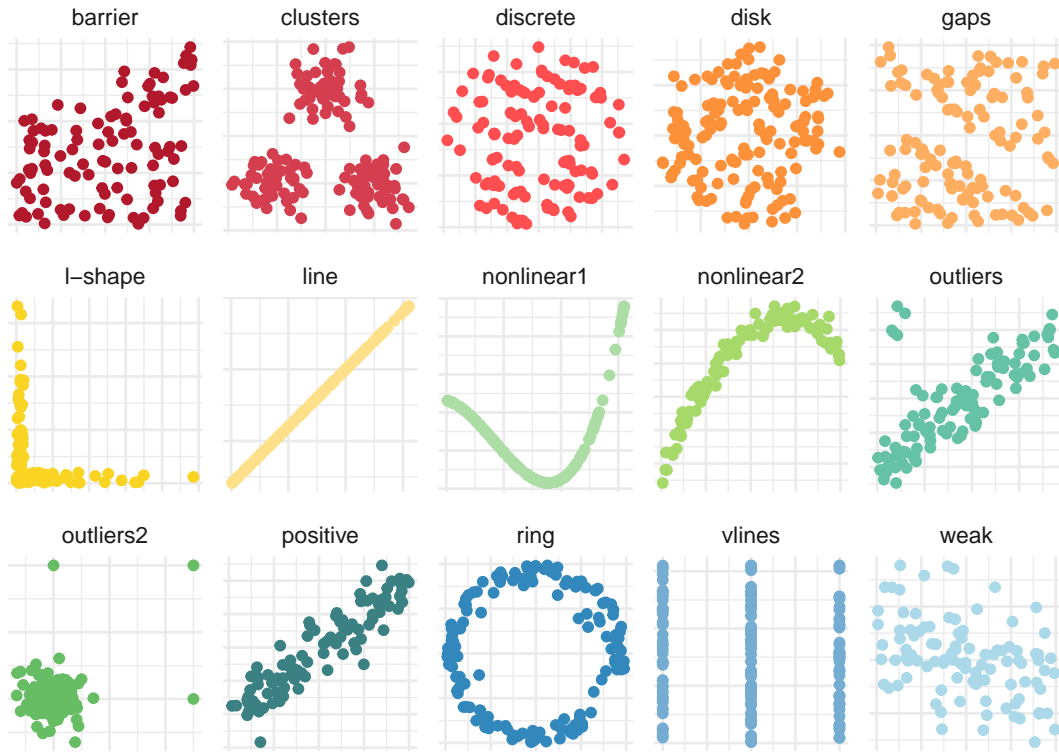 barrier
clusters
discrete
disk
gaps
l−shape
line
nonlinear1
nonlinear2
outliers
outliers2
positive
ring
vlines
weak